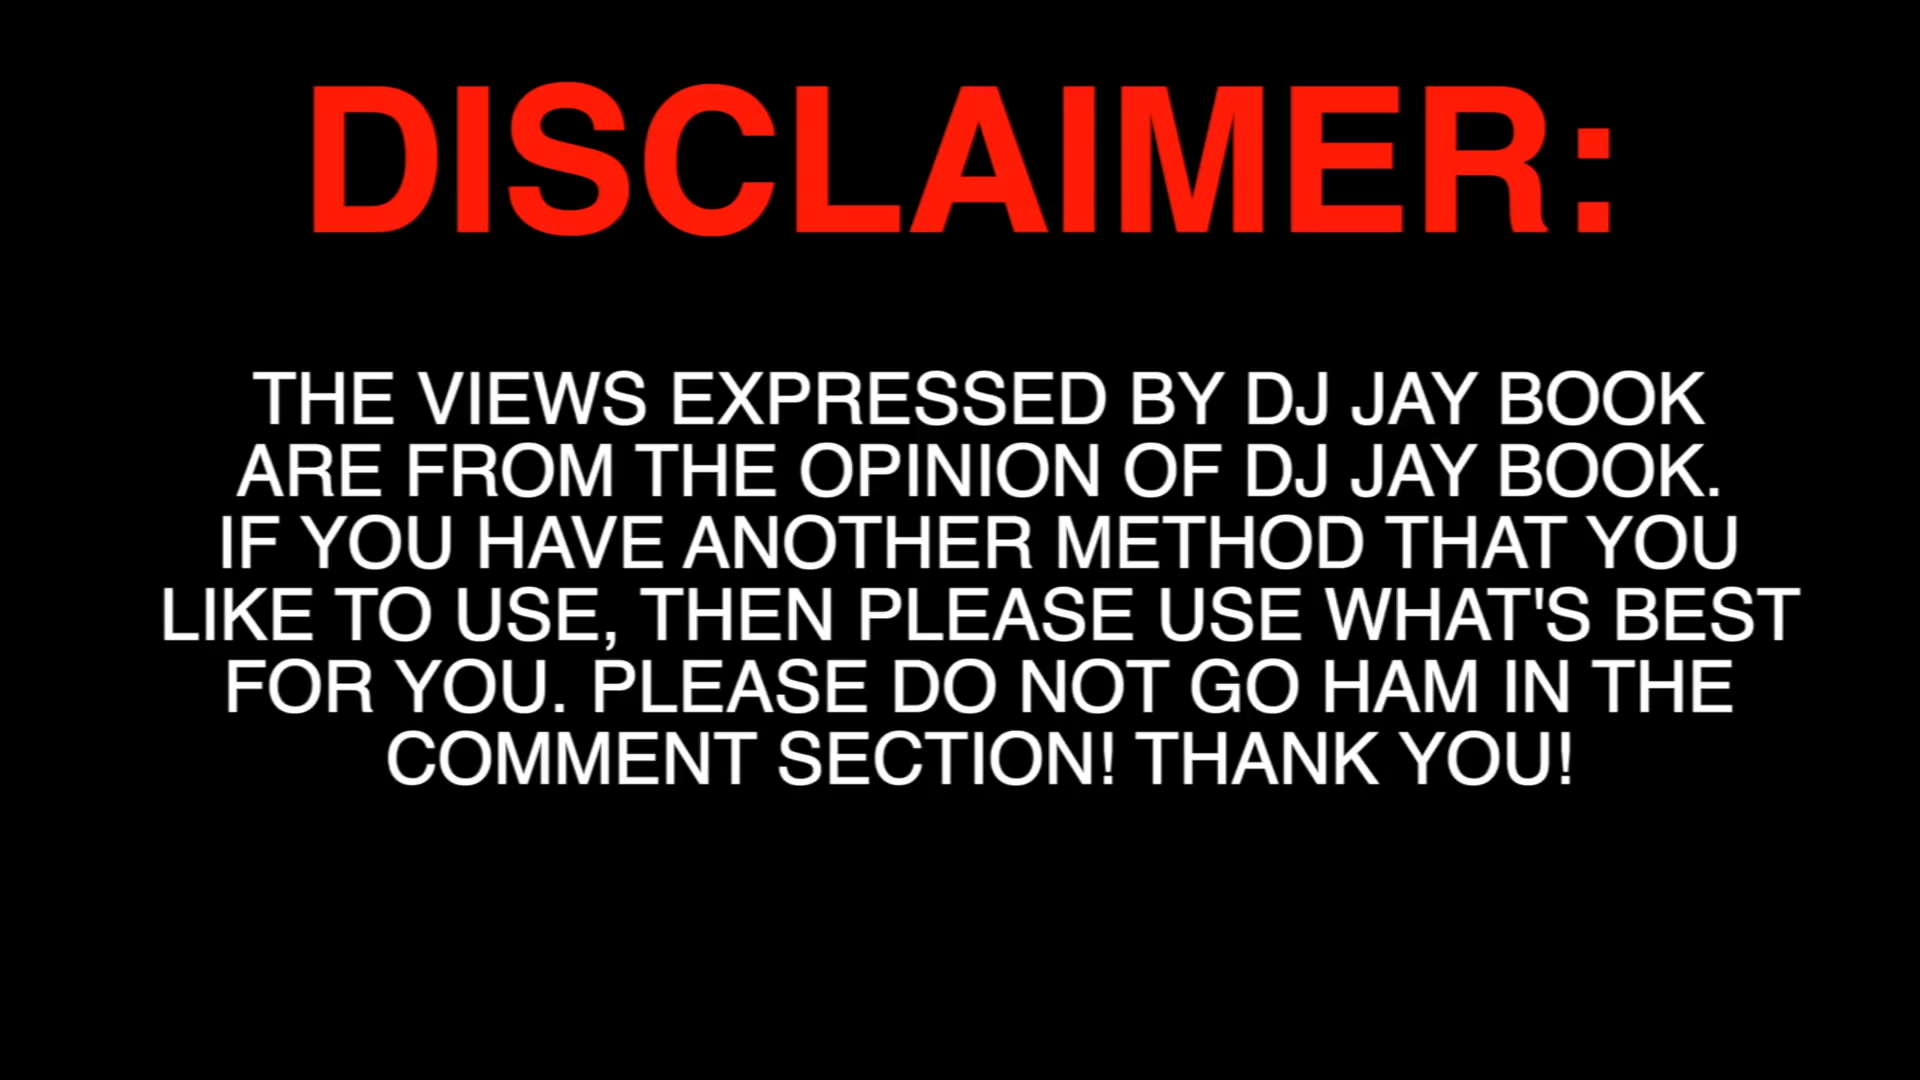 DISCLAIMER:
THE VIEWS EXPRESSED BY DJ JAY BOOK
ARE FROM THE OPINION OF DJ JAY BOOK.
IF YOU HAVE ANOTHER METHOD THAT YOU
LIKE TO USE, THEN PLEASE USE WHAT'S BEST
FOR YOU. PLEASE DO NOT GO HAM IN THE
COMMENT SECTION! THANK YOU!